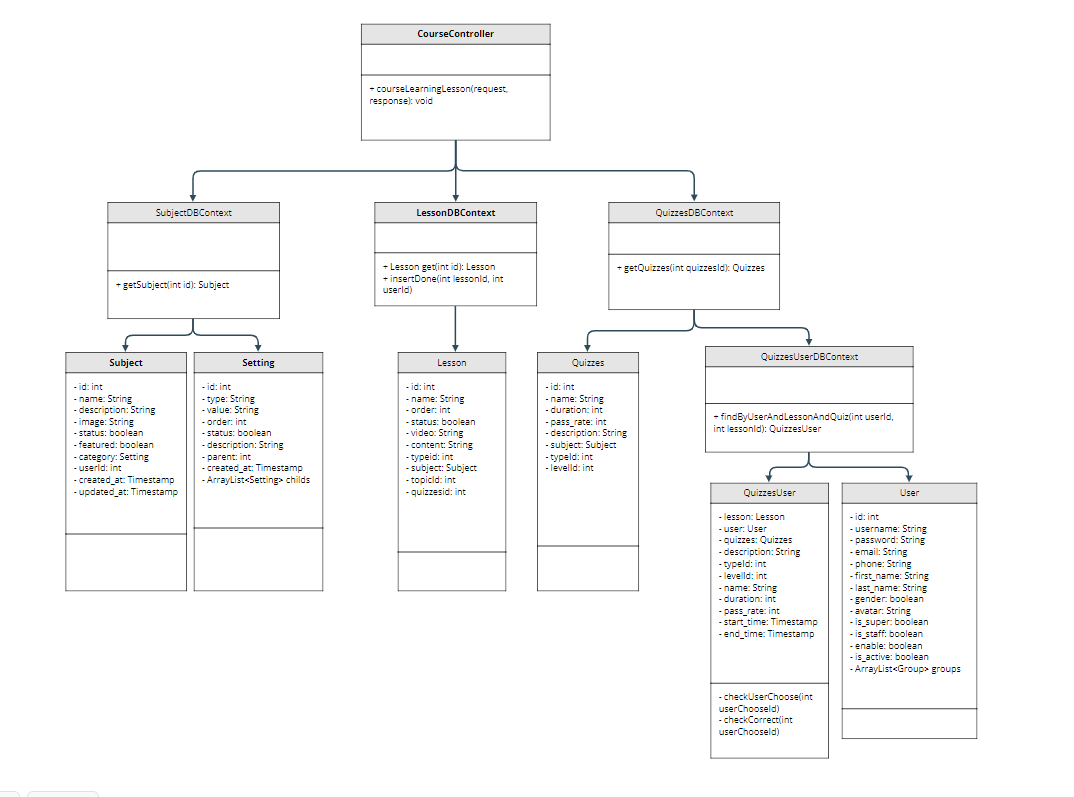 CourseController
+ courseLearningLesson(request,
response): void
SubjectDBContext
+ getSubject(int id): Subject
LessonDBContext
+ Lesson get(int id): Lesson
+ insertDone(int lessonId, int
userId)
QuizzesDBContext
+ getQuizzes(int quizzesId): Quizzes
Subject
- id: int
- name: String
- description: String
- image: String
- status: boolean
- featured: boolean
- category: Setting
- userId: int
- created_at: Timestamp
- updated_at: Timestamp
Setting
- id: int
- type: String
- value: String
- order: int
- status: boolean
- description: String
- parent: int
- created_at: Timestamp
- ArrayList<Setting> childs
Lesson
- id: int
- name: String
- order: int
- status: boolean
- video: String
- content: String
- typeid: int
- subject: Subject
- topicId: int
- quizzesid: int
Quizzes
- id: int
- name: String
- duration: int
- pass_rate: int
- description: String
- subject: Subject
- typeId: int
- levelId: int
QuizzesUserDBContext
+ findByUserAndLessonAndQuiz(int userId,
int lessonId): QuizzesUser
QuizzesUser
- lesson: Lesson
- user: User
- quizzes: Quizzes
- description: String
- typeId: int
- levelId: int
- name: String
- duration: int
- pass_rate: int
- start_time: Timestamp
- end_time: Timestamp
- checkUserChoose(int
userChooseId)
- checkCorrect(int
userChooseId)
User
- id: int
- username: String
- password: String
- email: String
- phone: String
- first_name: String
- last_name: String
- gender: boolean
- avatar: String
- is_super: boolean
- is_staff: boolean
- enable: boolean
- is_active: boolean
- ArrayList<Group> groups